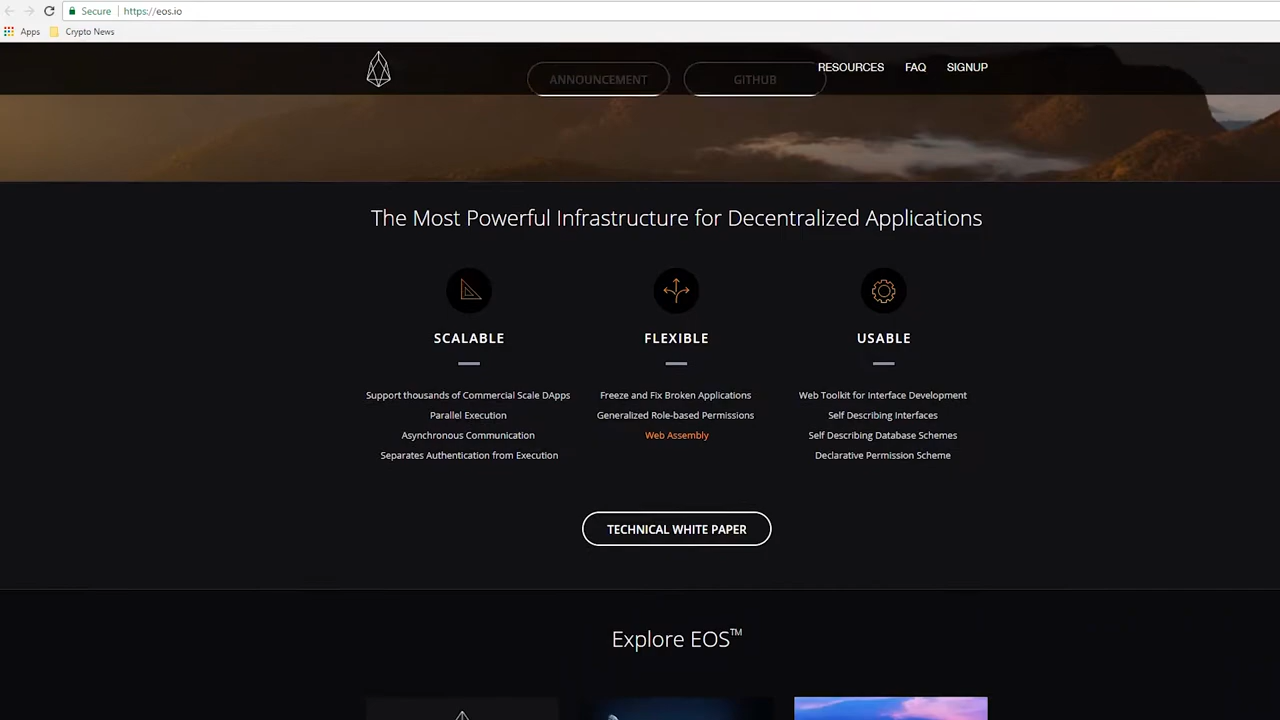 Secure
https://eos.io
Apps
Crypto News
ANNOUNCEMENT
GITHUB
RESOURCES
FAQ
SIGNUP
The Most Powerful Infrastructure for Decentralized Applications
SCALABLE
Support thousands of Commercial Scale DApps
Parallel Execution
Asynchronous Communication
Separates Authentication from Execution
FLEXIBLE
Freeze and Fix Broken Applications
Generalized Role-based Permissions
Web Assembly
USABLE
Web Toolkit for Interface Development
Self Describing Interfaces
Self Describing Database Schemes
Declarative Permission Scheme
TECHNICAL WHITE PAPER
Explore EOS™